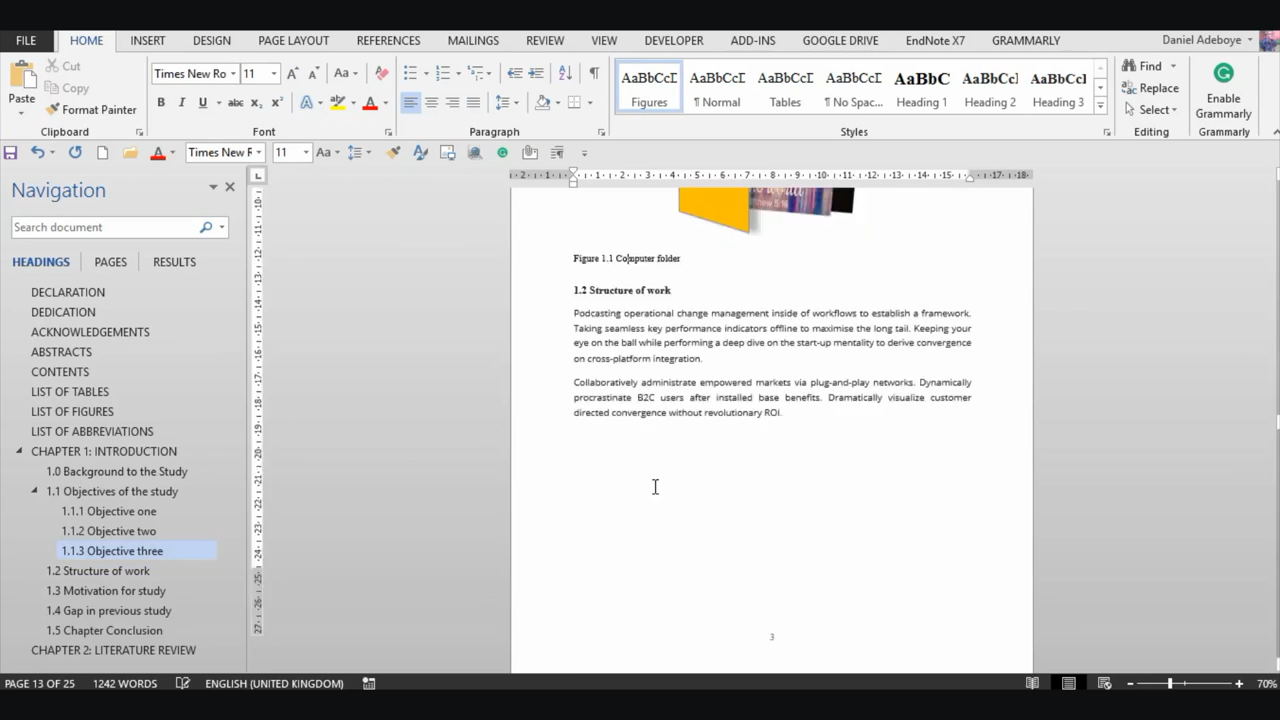 FILE HOME INSERT DESIGN PAGE LAYOUT REFERENCES MAILINGS REVIEW VIEW DEVELOPER ADD-INS GOOGLE DRIVE EndNote X7 GRAMMARLY Daniel Adeboye
Paste Cut Copy Format Painter
Times New Ro 11 Aa
B I U abc x₂ x² A A
AaBbCcD AaBbCcD AaBbCcD AaBbCcD AaBbC AaBbCc AaBbCcI
Figures ¶ Normal Tables ¶ No Spac... Heading 1 Heading 2 Heading 3
Find Replace Select
Enable
Grammarly
Clipboard Font Paragraph Styles Editing Grammarly
Times New F 11 Aa
Navigation
Search document
HEADINGS PAGES RESULTS
DECLARATION
DEDICATION
ACKNOWLEDGEMENTS
ABSTRACTS
CONTENTS
LIST OF TABLES
LIST OF FIGURES
LIST OF ABBREVIATIONS
CHAPTER 1: INTRODUCTION
1.0 Background to the Study
1.1 Objectives of the study
1.1.1 Objective one
1.1.2 Objective two
1.1.3 Objective three
1.2 Structure of work
1.3 Motivation for study
1.4 Gap in previous study
1.5 Chapter Conclusion
CHAPTER 2: LITERATURE REVIEW
Figure 1.1 Computer folder
1.2 Structure of work
Podcasting operational change management inside of workflows to establish a framework.
Taking seamless key performance indicators offline to maximise the long tail. Keeping your
eye on the ball while performing a deep dive on the start-up mentality to derive convergence
on cross-platform integration.
Collaboratively administrate empowered markets via plug-and-play networks. Dynamically
procrastinate B2C users after installed base benefits. Dramatically visualize customer
directed convergence without revolutionary ROI.
3
PAGE 13 OF 25 1242 WORDS ENGLISH (UNITED KINGDOM) 70%